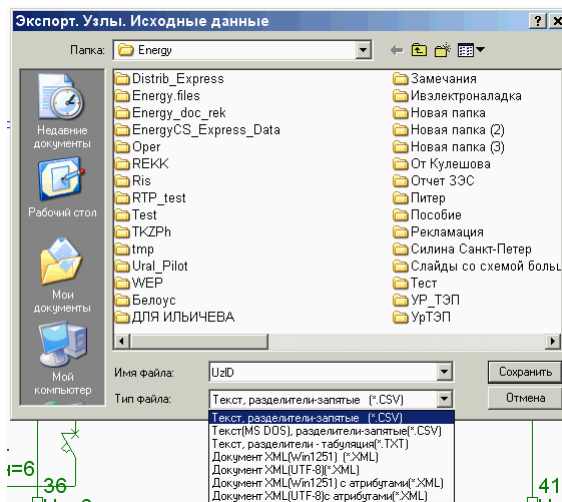 Экспорт. Узлы. Исходные данные
Папка:
Energy
Недавние
документы
Рабочий стол
Мои
документы
Мой
компьютер
Distrib_Express
Energy.files
Energy_doc_rek
EnergyCS_Express_Data
Oper
REKK
Ris
RTP_test
Test
TKZPh
tmp
Ural_Pilot
WEP
Белоус
ДЛЯ ИЛЬИЧЕВА
Замечания
Ивэлектроналадка
Новая папка
Новая папка (2)
Новая папка (3)
От Кулешова
Отчет ЗЭС
Питер
Пособие
Рекламация
Силина Санкт-Петер
Слайды со схемой больш
Тест
УР_ТЭП
УрТЭП
Имя файла:
UzID
Сохранить
Тип файла:
Текст, разделители-запятые (*.CSV)
Отмена
Текст, разделители-запятые (*.CSV)
Текст(MS DOS), разделители-запятые(*.CSV)
Текст, разделители - табуляция(*.TXT)
Документ XML(Win1251) (*.XML)
Документ XML(UTF-8)(*.XML)
Документ XML(Win1251) с атрибутами(*.XML)
Документ XML(UTF-8)с атрибутами(*.XML)
н=6
36
41